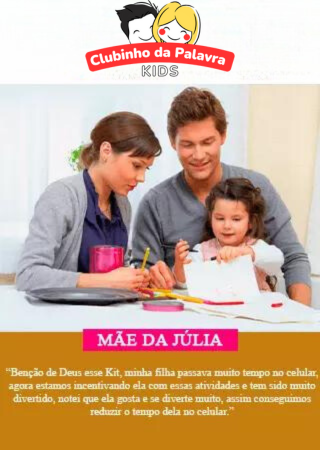 Clubinho da Palavra
KIDS
MÃE DA JÚLIA
“Benção de Deus esse Kit, minha filha passava muito tempo no celular,
agora estamos incentivando ela com essas atividades e tem sido muito
divertido, notei que ela gosta e se diverte muito, assim conseguimos
reduzir o tempo dela no celular.”